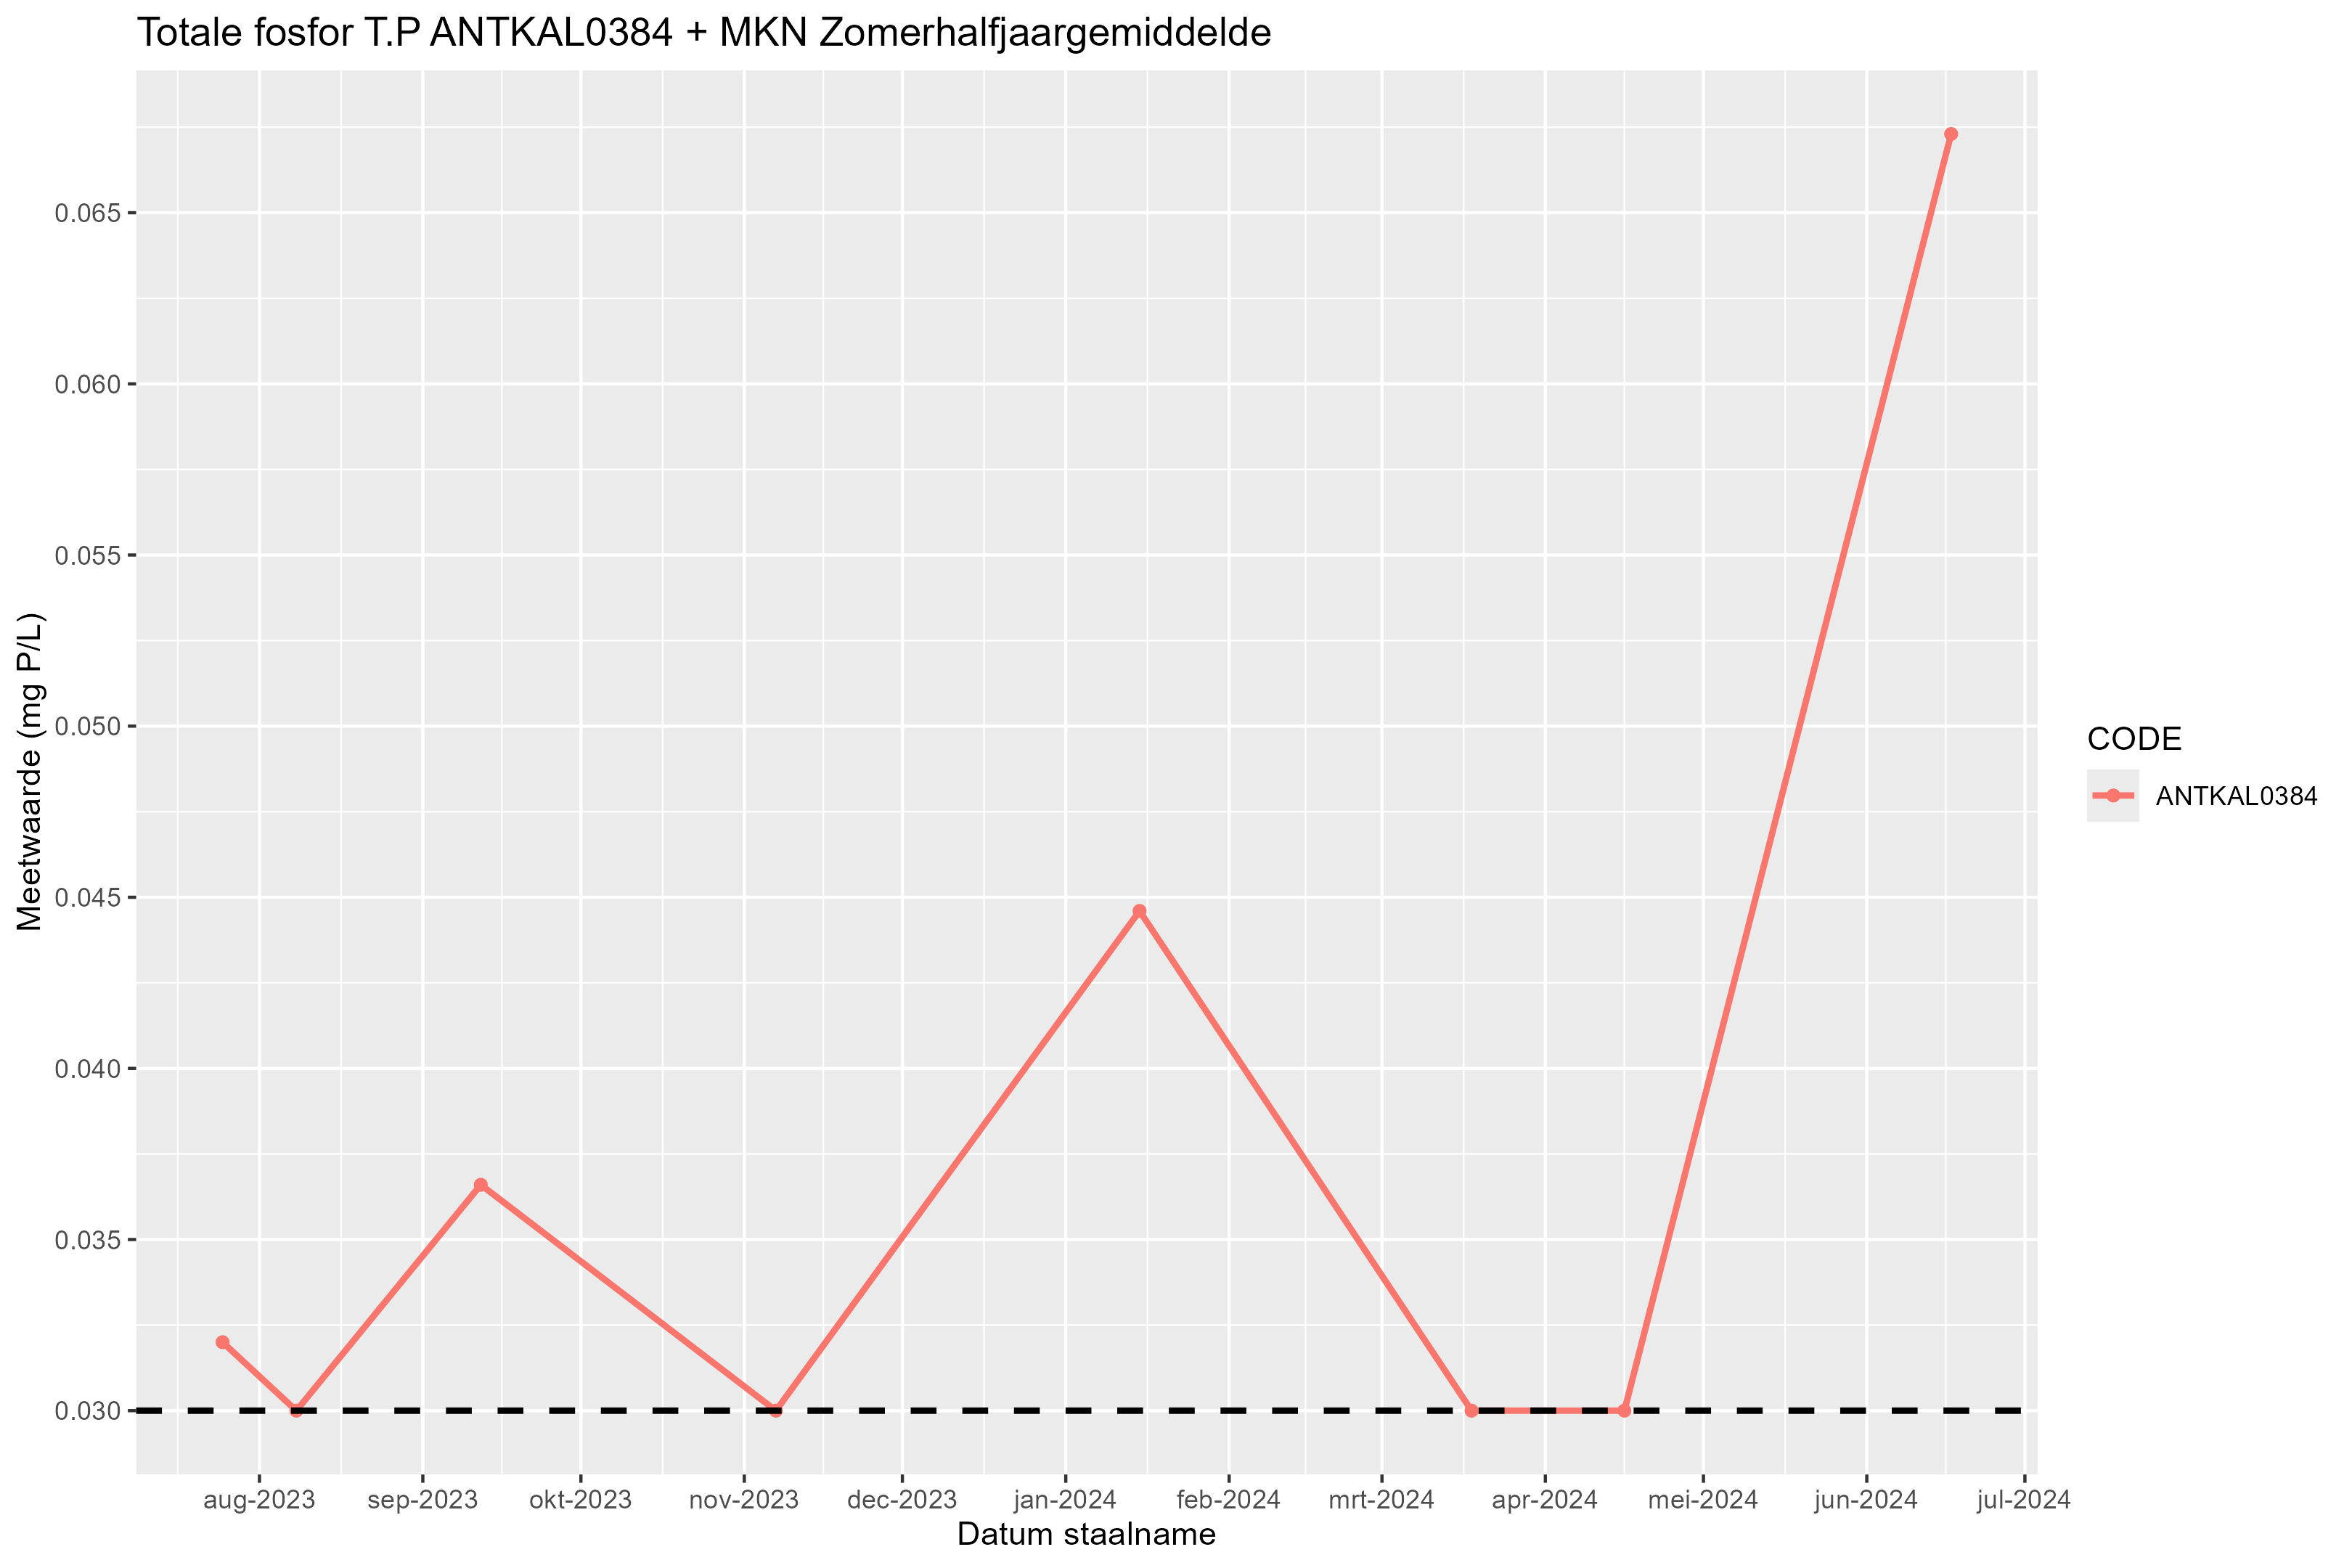 Totale fosfor T.P ANTKAL0384 + MKN Zomerhalfjaargemiddelde
Meetwaarde (mg P/L)
0.065
0.060
0.055
0.050
0.045
0.040
0.035
0.030
aug-2023 sep-2023 okt-2023 nov-2023 dec-2023 jan-2024 feb-2024 mrt-2024 apr-2024 mei-2024 jun-2024 jul-2024
Datum staalname
CODE
ANTKAL0384